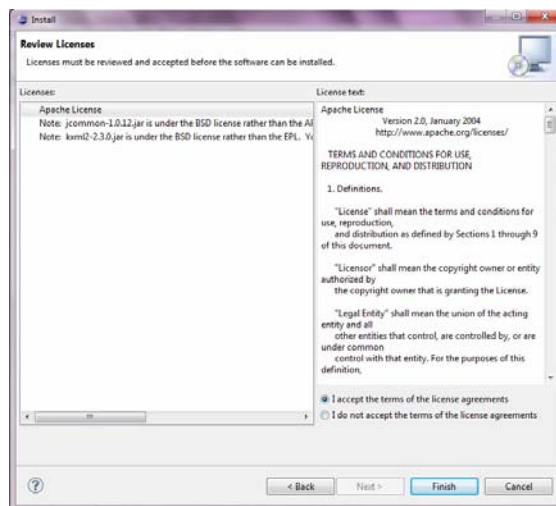 Install
Review Licenses
Licenses must be reviewed and accepted before the software can be installed.
Licenses:
Apache License
Note: jcommon-1.0.12.jar is under the BSD license rather than the
Note: kxml2-2.3.0.jar is under the BSD license rather than the EPL.
License text:
Apache License
Version 2.0, January 2004
http://www.apache.org/licenses/
TERMS AND CONDITIONS FOR USE,
REPRODUCTION, AND DISTRIBUTION
1. Definitions.
"License" shall mean the terms and conditions for
use, reproduction,
and distribution as defined by Sections 1 through 9
of this document.
"Licensor" shall mean the copyright owner or entity
authorized by
the copyright owner that is granting the License.
"Legal Entity" shall mean the union of the acting
entity and all
other entities that control, are controlled by, or are
under common
control with that entity. For the purposes of this
definition,
I accept the terms of the license agreements
I do not accept the terms of the license agreements
? < Back Next > Finish Cancel